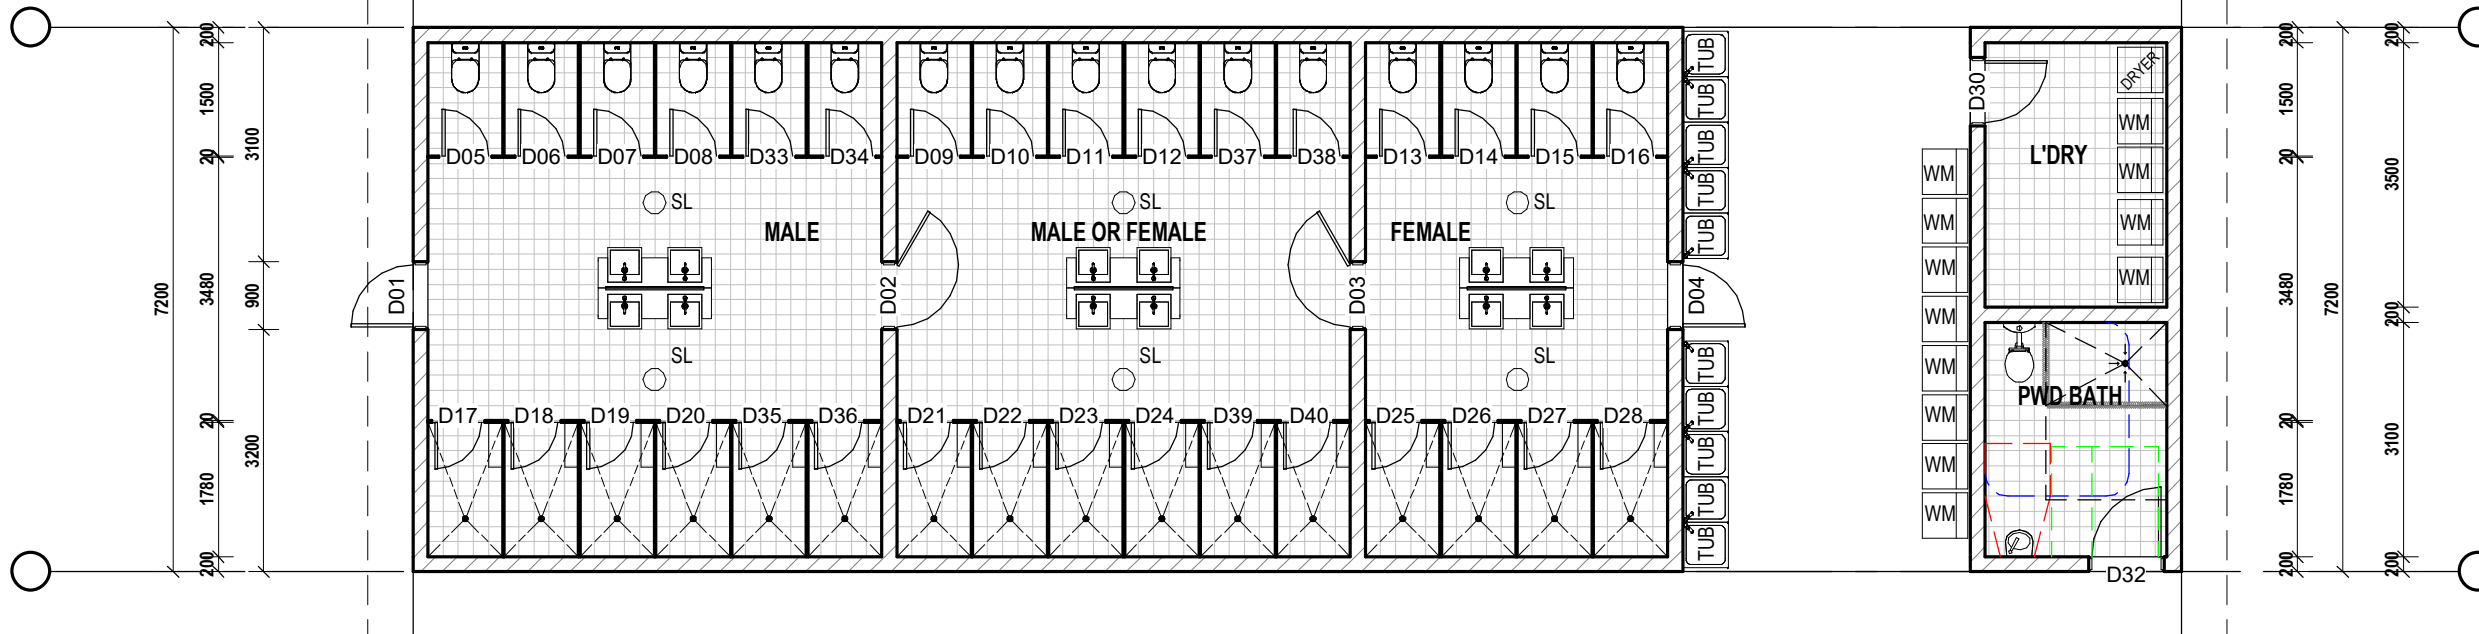 200
1500
20
3480
20
1780
200
7200
3100
900
3200
D05 D06 D07 D08 D33 D34 D09 D10 D11 D12 D37 D38 D13 D14 D15 D16
SL SL SL
MALE MALE OR FEMALE FEMALE
D01 D02 D03 D04
SL SL SL
D17 D18 D19 D20 D35 D36 D21 D22 D23 D24 D39 D40 D25 D26 D27 D28
TUB
TUB
TUB
TUB
TUB
TUB
TUB
TUB
TUB
TUB
WM
WM
WM
WM
WM
WM
WM
WM
D30
DRYER
WM
WM
WM
WM
L'DRY
PWD BATH
D32
200
1500
20
3480
20
1780
200
7200
200
3500
200
3100
200